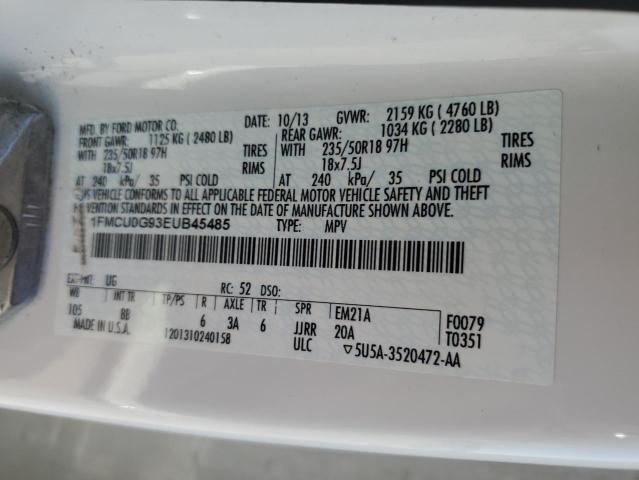 MFD. BY FORD MOTOR CO.
DATE: 10/13 GVWR: 2159 KG ( 4760 LB)
FRONT GAWR: 1125 KG ( 2480 LB) REAR GAWR: 1034 KG ( 2280 LB)
WITH 235/50R18 97H TIRES WITH 235/50R18 97H TIRES
18x7.5J RIMS 18x7.5J RIMS
AT 240 kPa/ 35 PSI COLD AT 240 kPa/ 35 PSI COLD
VEHICLE CONFORMS TO ALL APPLICABLE FEDERAL MOTOR VEHICLE SAFETY AND THEFT
STANDARDS IN EFFECT ON THE DATE OF MANUFACTURE SHOWN ABOVE.
1FMCU0G93EUB45485 TYPE: MPV
EXT PNT: UG RC: 52 DSO:
WB INT TR TP/PS R AXLE TR SPR EM21A F0079
105 BB 6 3A 6 JJRR 20A T0351
MADE IN U.S.A. 1201310240158 ULC ▽5U5A-3520472-AA